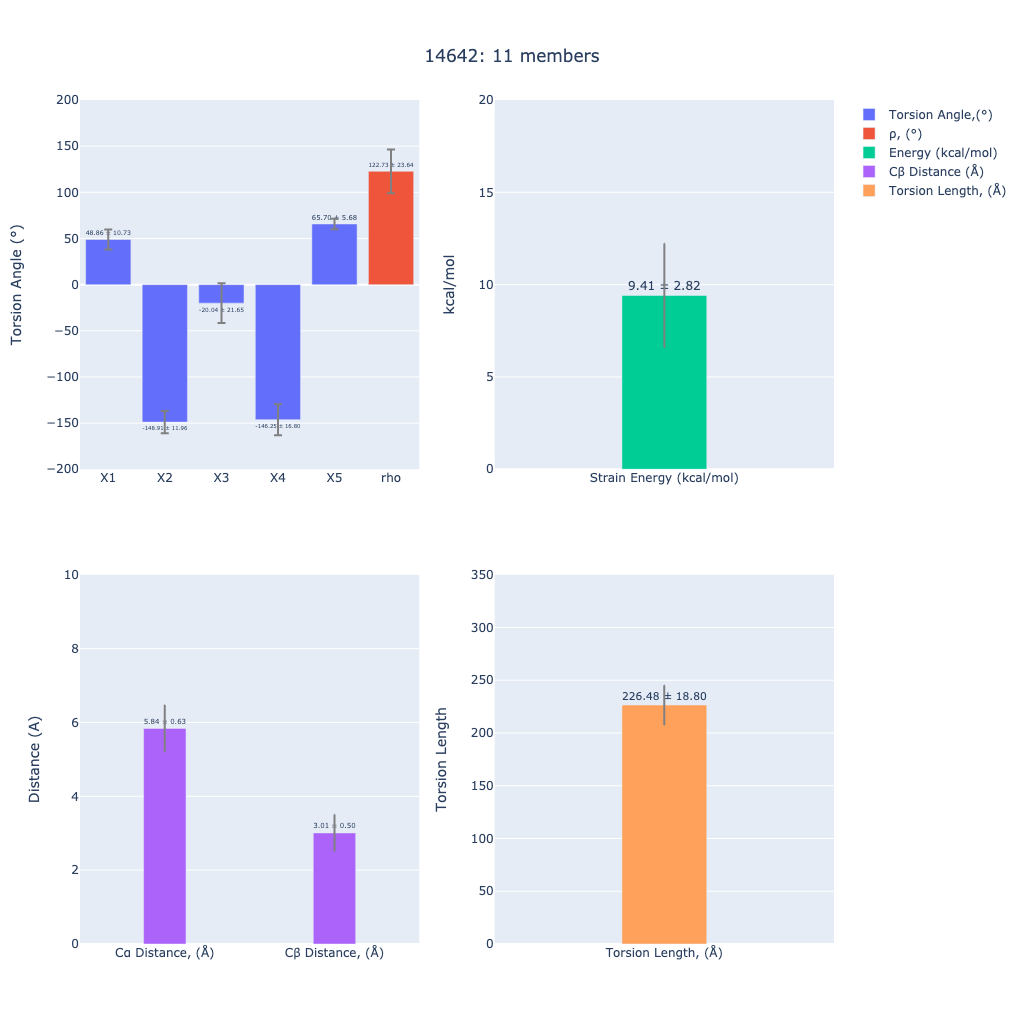 14642: 11 members
200
150
100
50
0
−50
−100
−150
−200
Torsion Angle (°)
48.86 ± 10.73
-148.91 ± 11.96
-20.04 ± 21.65
-146.25 ± 16.80
65.70 ± 5.68
122.73 ± 23.64
X1 X2 X3 X4 X5 rho
20
15
10
5
0
kcal/mol
9.41 ± 2.82
Strain Energy (kcal/mol)
Torsion Angle,(°)
ρ, (°)
Energy (kcal/mol)
Cβ Distance (Å)
Torsion Length, (Å)
10
8
6
4
2
0
Distance (A)
5.84 ± 0.63
3.01 ± 0.50
Cα Distance, (Å) Cβ Distance, (Å)
350
300
250
200
150
100
50
0
Torsion Length
226.48 ± 18.80
Torsion Length, (Å)